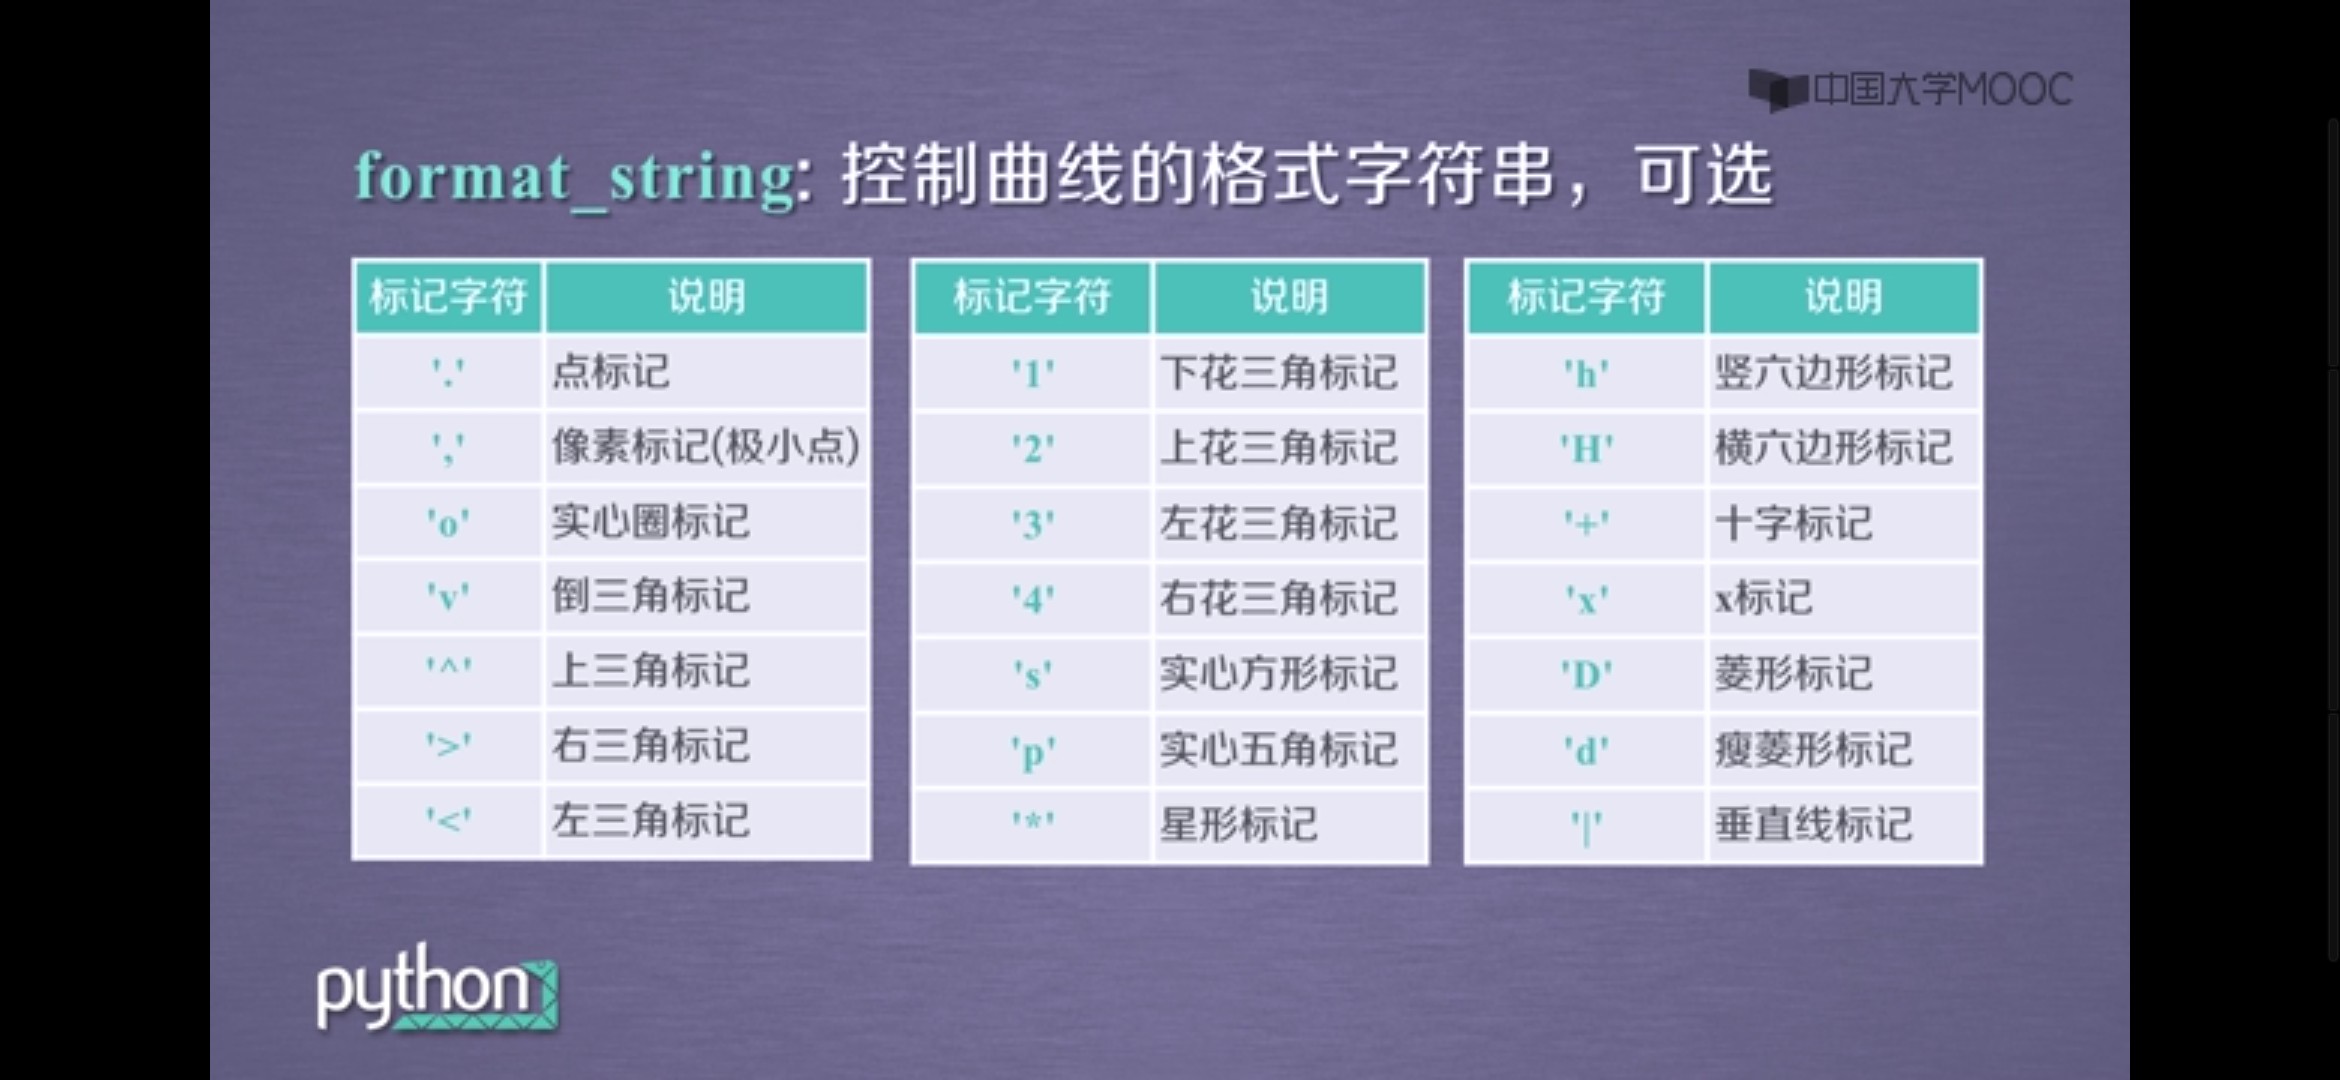 中国大学MOOC
format_string: 控制曲线的格式字符串，可选
标记字符 说明
'.' 点标记
',' 像素标记(极小点)
'o' 实心圈标记
'v' 倒三角标记
'^' 上三角标记
'>' 右三角标记
'<' 左三角标记
标记字符 说明
'1' 下花三角标记
'2' 上花三角标记
'3' 左花三角标记
'4' 右花三角标记
's' 实心方形标记
'p' 实心五角标记
'*' 星形标记
标记字符 说明
'h' 竖六边形标记
'H' 横六边形标记
'+' 十字标记
'x' x标记
'D' 菱形标记
'd' 瘦菱形标记
'|' 垂直线标记
python